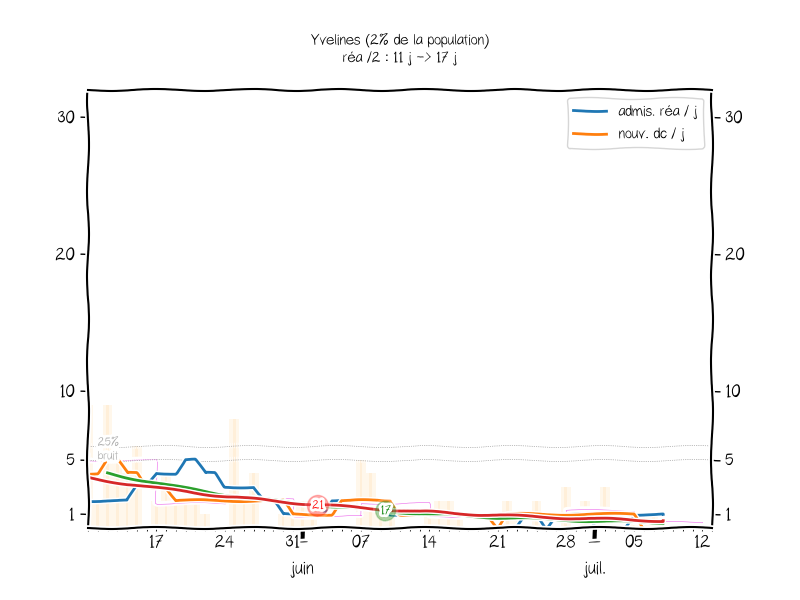 Yvelines (2% de la population)
réa /2 : 11 j -> 17 j
admis. réa / j
nouv. dc / j
30
30
20
20
10
10
25%
bruit
5
5
21
17
1
1
17 24 31 07 14 21 28 05 12
juin juil.